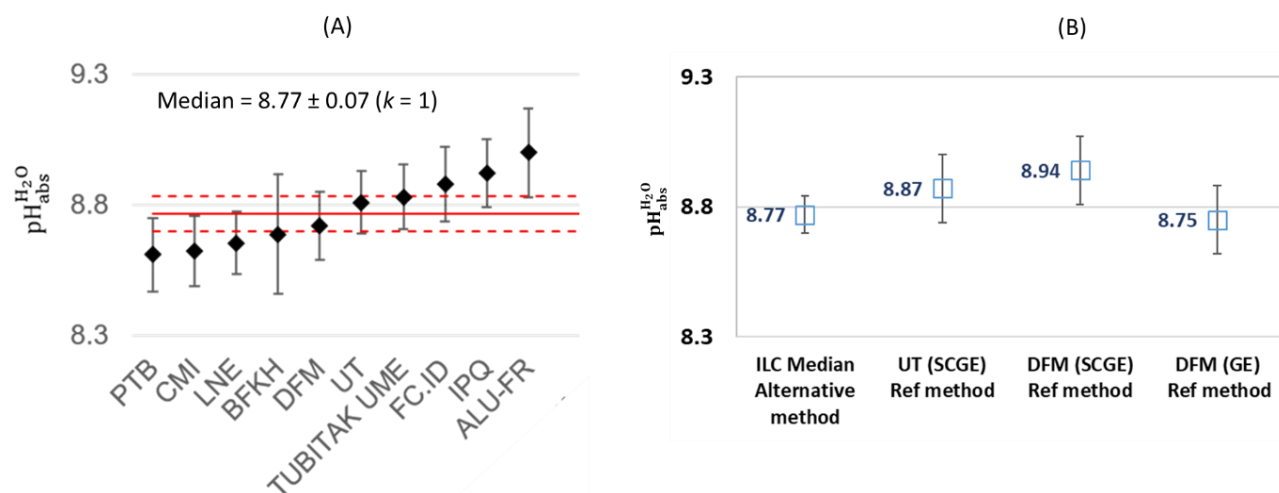 (A)
9.3
Median = 8.77 ± 0.07 (k = 1)
pH_abs^H₂O
8.8
8.3
PTB
CMI
LNE
BFKH
DFM
UT
TUBITAK UME
FC.ID
IPQ
ALU-FR
(B)
9.3
pH_abs^H₂O
8.8
8.3
8.77
8.87
8.94
8.75
ILC Median
Alternative
method
UT (SCGE)
Ref method
DFM (SCGE)
Ref method
DFM (GE)
Ref method